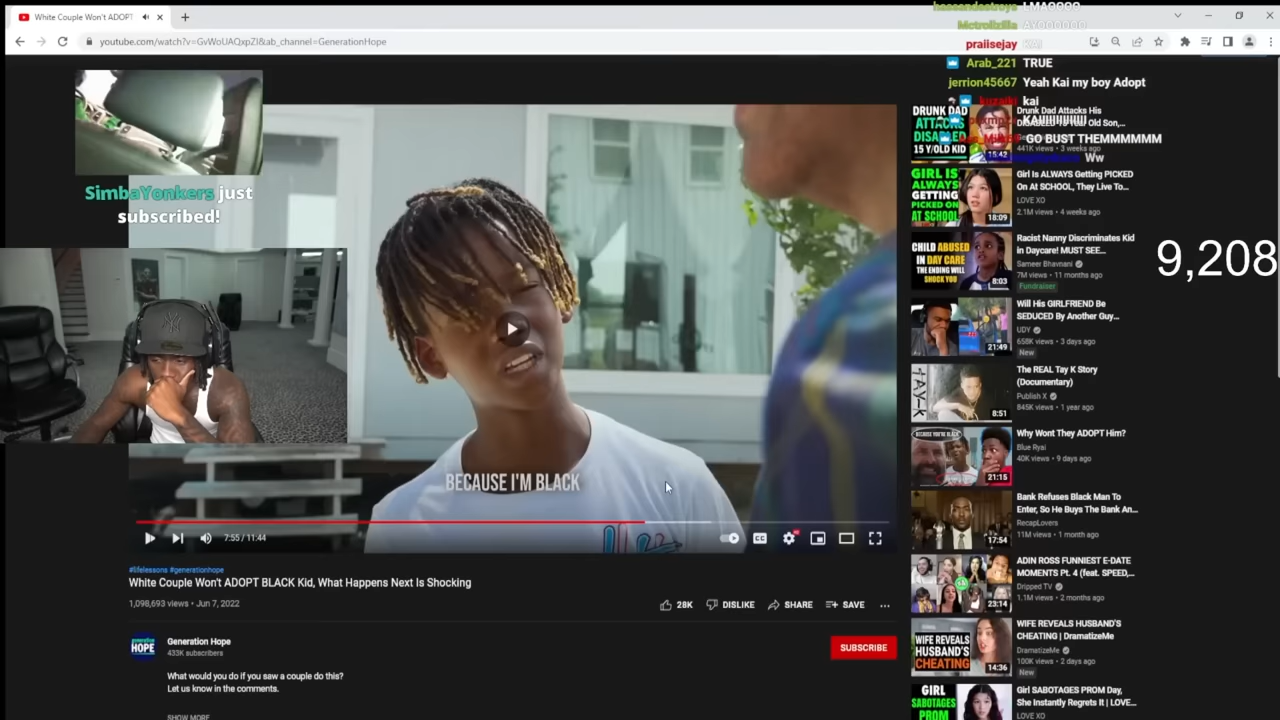 White Couple Won't ADOPT
youtube.com/watch?v=GvWoUAQxpZI&ab_channel=GenerationHope
hassandestroys LMAOOOO
Mctrollzilla AYOOOOOO
praiisejay
Arab_221 TRUE
jerrion45667 Yeah Kai my boy Adopt
kai
GO BUST THEMMMMMM
Ww
SimbaYonkers just
subscribed!
9,208
BECAUSE I'M BLACK
7:55 / 11:44
#lifelessons #generationhope
White Couple Won't ADOPT BLACK Kid, What Happens Next Is Shocking
1,098,693 views • Jun 7, 2022
28K DISLIKE SHARE SAVE ...
generation
HOPE
Generation Hope
433K subscribers
SUBSCRIBE
What would you do if you saw a couple do this?
Let us know in the comments.
SHOW MORE
DRUNK DAD
ATTACKS
DISABLED
15 Y/OLD KID
15:42
Drunk Dad Attacks His
Old Son,...
441K views • 3 weeks ago
GIRL IS
ALWAYS
GETTING
PICKED ON
AT SCHOOL
18:09
Girl Is ALWAYS Getting PICKED
On At SCHOOL, They Live To...
LOVE XO
2.1M views • 4 weeks ago
CHILD ABUSED
IN DAY CARE
THE ENDING WILL
SHOCK YOU
8:03
Racist Nanny Discriminates Kid
in Daycare! MUST SEE...
Sameer Bhavnani
7M views • 11 months ago
Fundraiser
21:49
Will His GIRLFRIEND Be
SEDUCED By Another Guy...
UDY
658K views • 3 days ago
New
TAY-K
8:51
The REAL Tay K Story
(Documentary)
Publish X
845K views • 1 year ago
BECAUSE YOU'RE BLACK
21:15
Why Wont They ADOPT Him?
Blue Ryai
40K views • 9 days ago
17:54
Bank Refuses Black Man To
Enter, So He Buys The Bank An...
RecapLovers
11M views • 1 month ago
23:14
ADIN ROSS FUNNIEST E-DATE
MOMENTS Pt. 4 (feat. SPEED,...
Dripped TV
1.1M views • 2 months ago
WIFE REVEALS
HUSBAND'S
CHEATING
14:36
WIFE REVEALS HUSBAND'S
CHEATING | DramatizeMe
DramatizeMe
100K views • 2 days ago
New
GIRL
SABOTAGES
PROM
Girl SABOTAGES PROM Day,
She Instantly Regrets It | LOVE...
LOVE XO